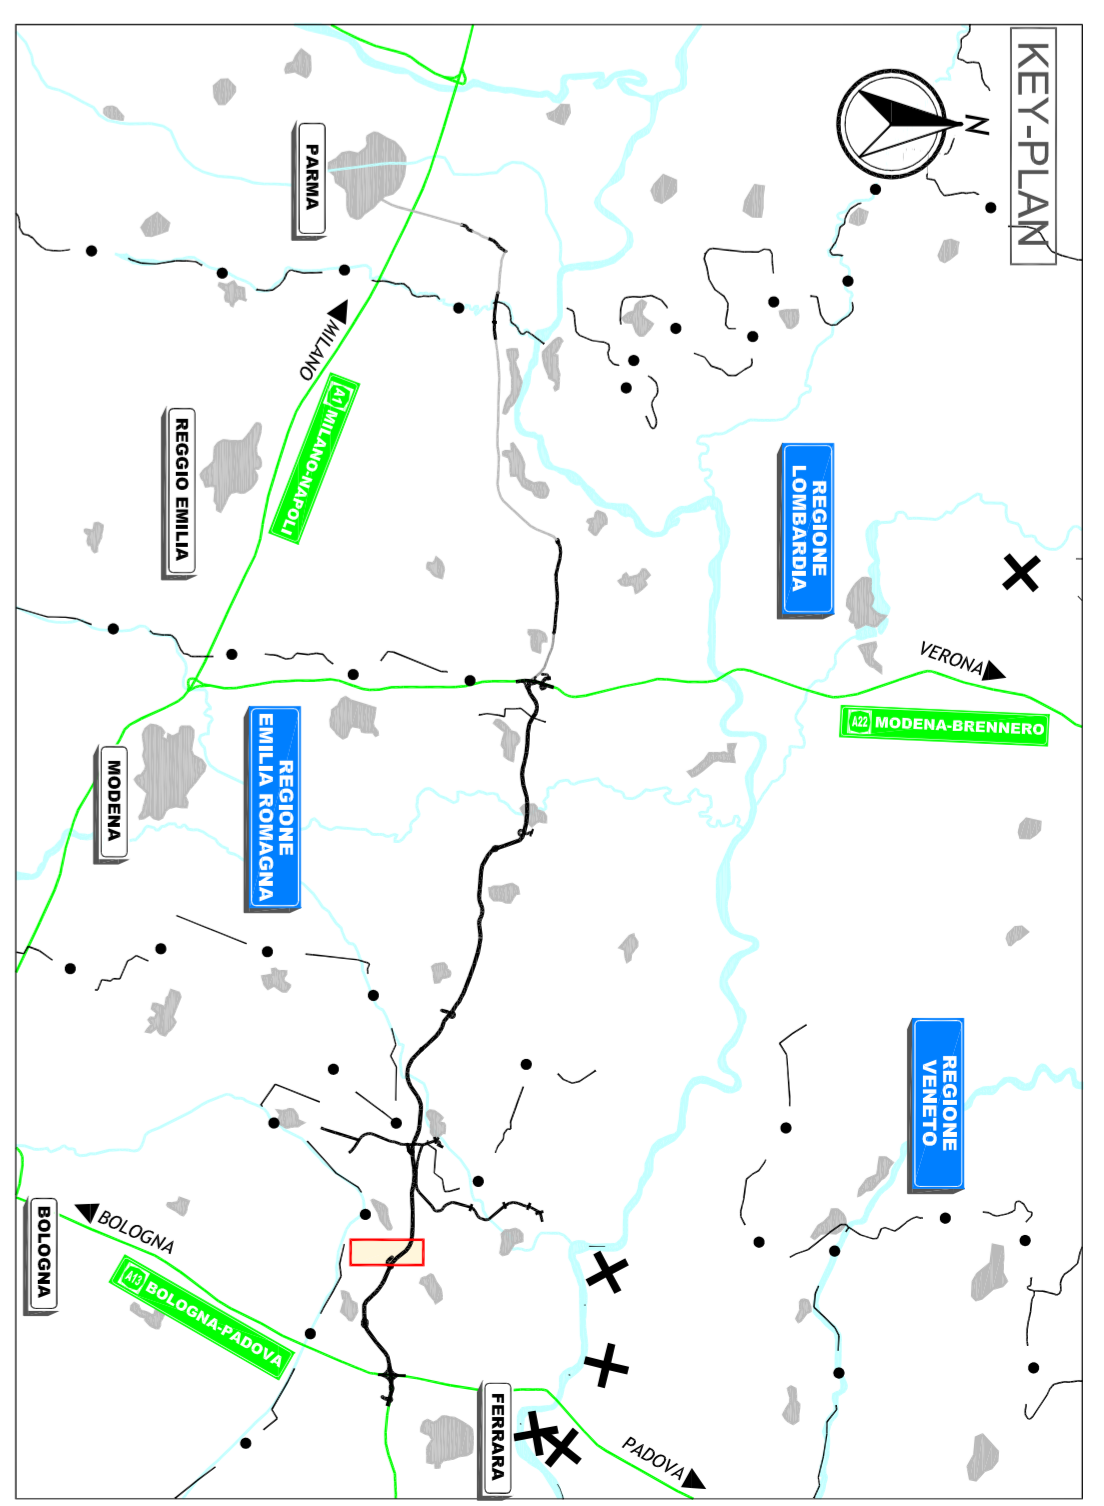 KEY-PLAN
N
PARMA
MILANO
A1 MILANO-NAPOLI
REGGIO EMILIA
REGIONE
LOMBARDIA
VERONA
A22 MODENA-BRENNERO
MODENA
REGIONE
EMILIA ROMAGNA
REGIONE
VENETO
BOLOGNA
BOLOGNA
A13 BOLOGNA-PADOVA
FERRARA
PADOVA